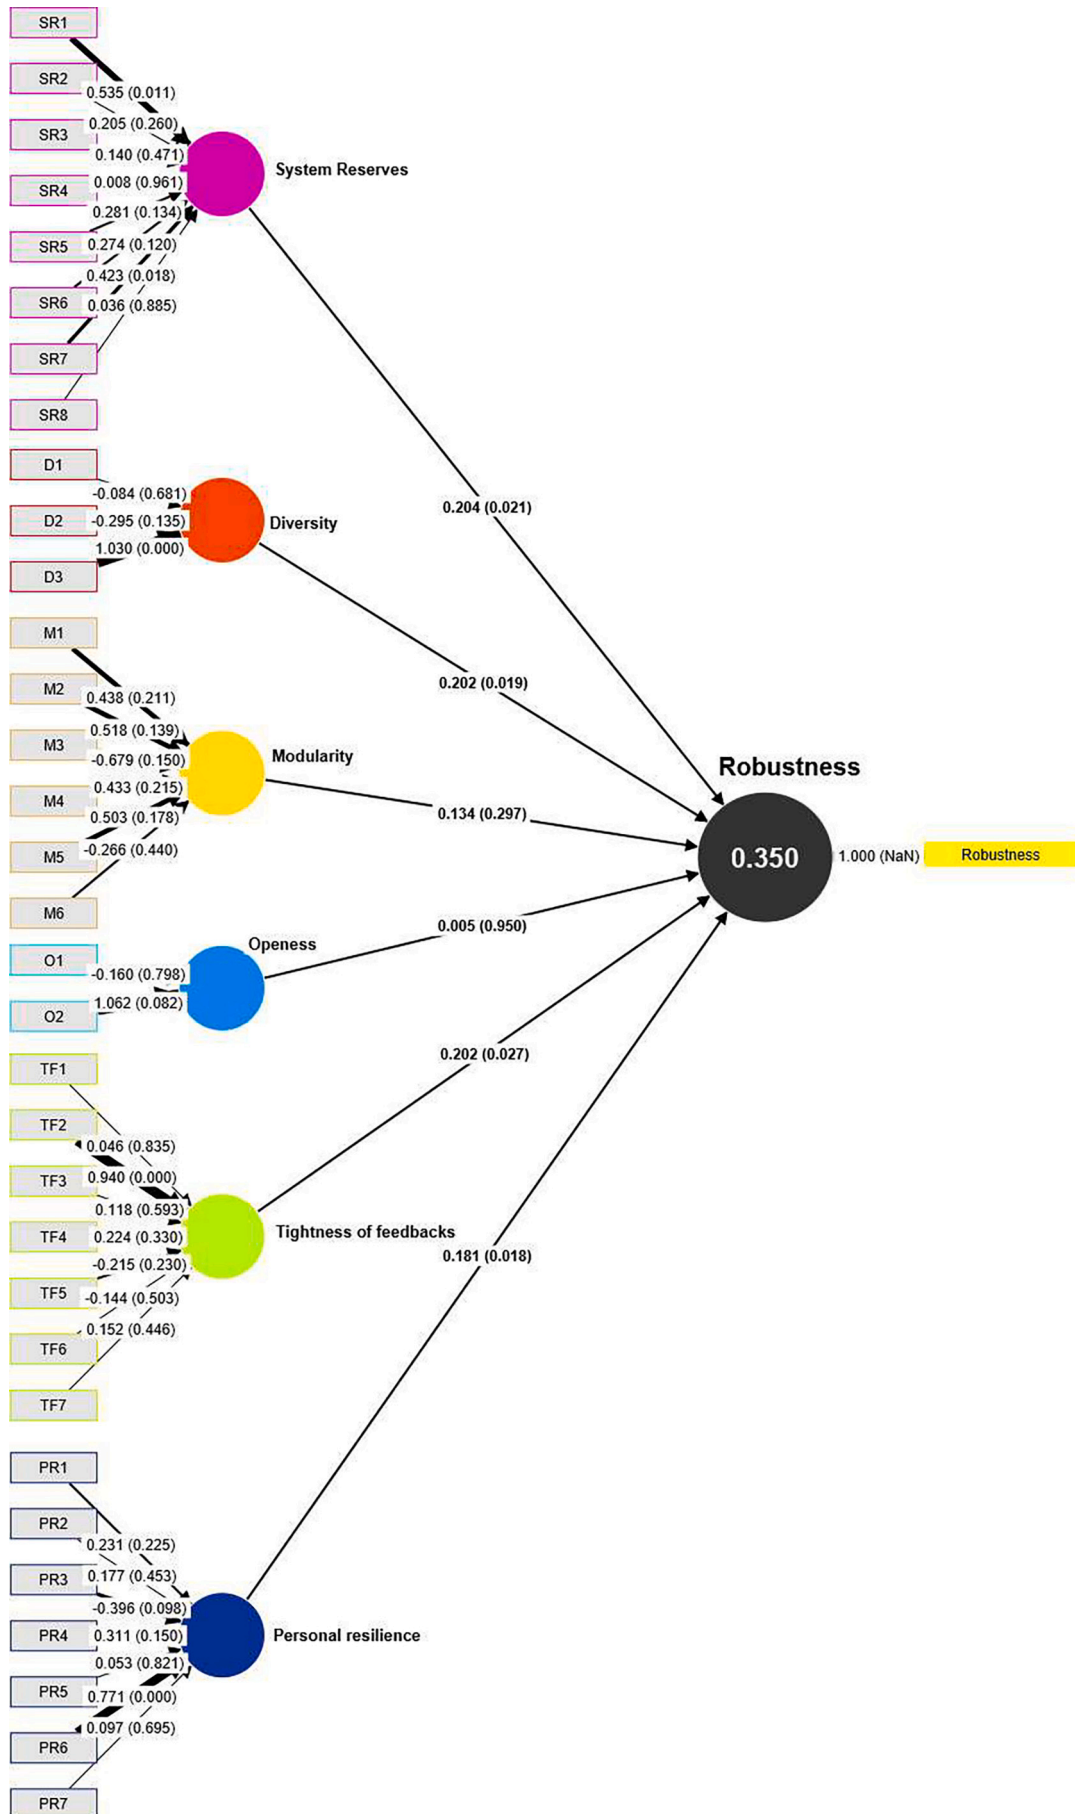 SR1
SR2
0.535 (0.011)
0.205 (0.260)
SR3
0.140 (0.471)
System Reserves
0.008 (0.961)
SR4
0.281 (0.134)
SR5
0.274 (0.120)
0.423 (0.018)
SR6
0.036 (0.885)
SR7
SR8
D1
-0.084 (0.681)
D2
-0.295 (0.135)
Diversity
1.030 (0.000)
D3
0.204 (0.021)
M1
M2
0.438 (0.211)
0.518 (0.139)
M3
-0.679 (0.150)
Modularity
0.433 (0.215)
M4
0.503 (0.178)
M5
-0.266 (0.440)
M6
0.202 (0.019)
0.134 (0.297)
Robustness
0.350
1.000 (NaN)
Robustness
0.005 (0.950)
Openess
O1
-0.160 (0.798)
1.062 (0.082)
O2
0.202 (0.027)
TF1
TF2
0.046 (0.835)
0.940 (0.000)
TF3
0.118 (0.593)
Tightness of feedbacks
TF4
0.224 (0.330)
-0.215 (0.230)
TF5
-0.144 (0.503)
0.152 (0.446)
TF6
TF7
0.181 (0.018)
PR1
PR2
0.231 (0.225)
0.177 (0.453)
PR3
-0.396 (0.098)
PR4
0.311 (0.150)
Personal resilience
0.053 (0.821)
PR5
0.771 (0.000)
0.097 (0.695)
PR6
PR7